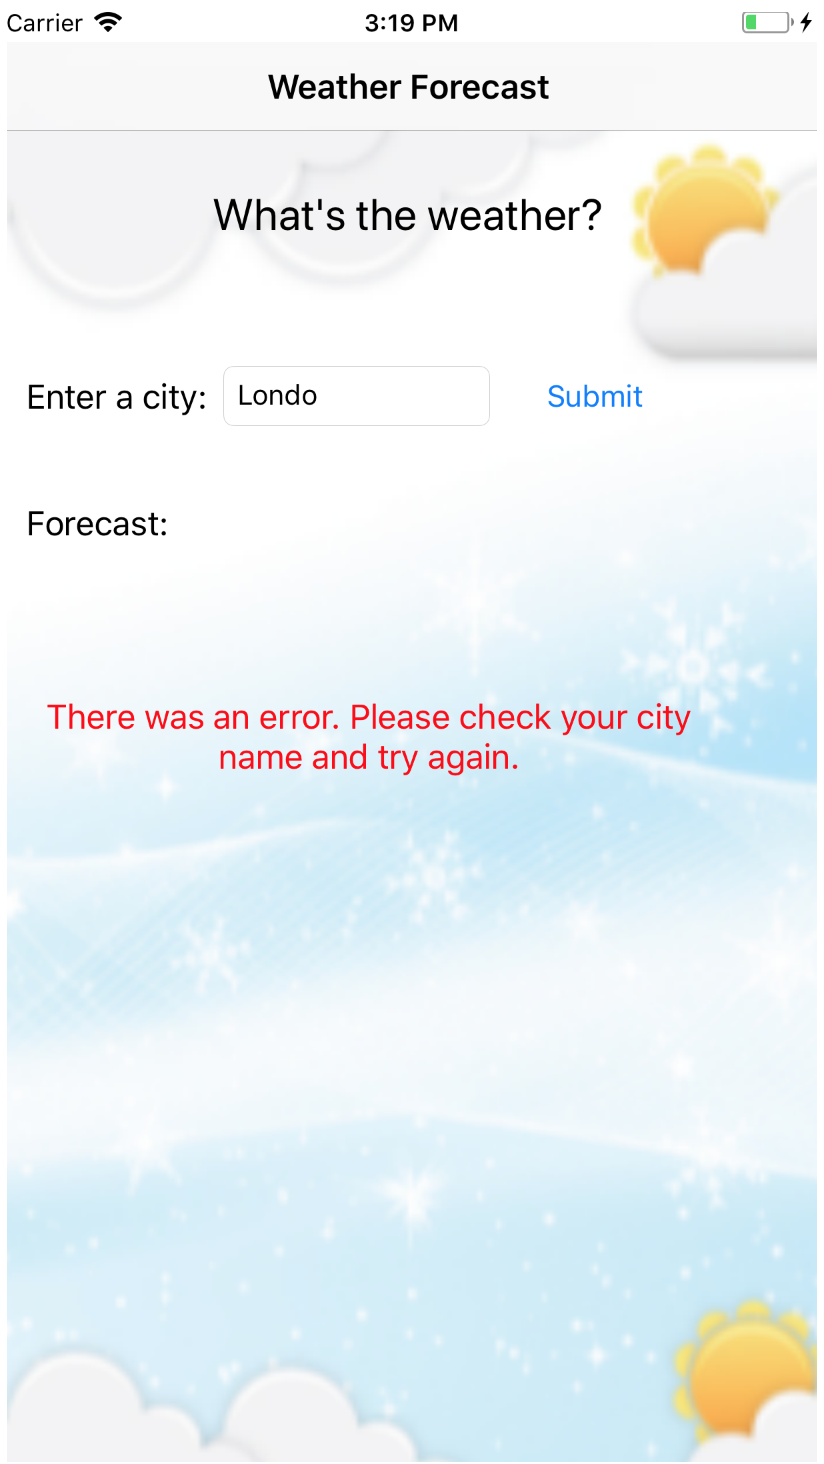 Carrier 3:19 PM
Weather Forecast
What's the weather?
Enter a city: Londo Submit
Forecast:
There was an error. Please check your city
name and try again.